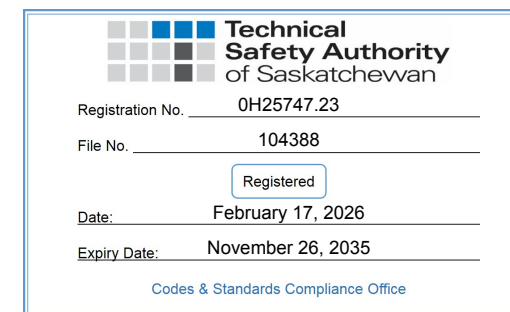 Technical
Safety Authority
of Saskatchewan
Registration No. 0H25747.23
File No. 104388
Registered
Date: February 17, 2026
Expiry Date: November 26, 2035
Codes & Standards Compliance Office